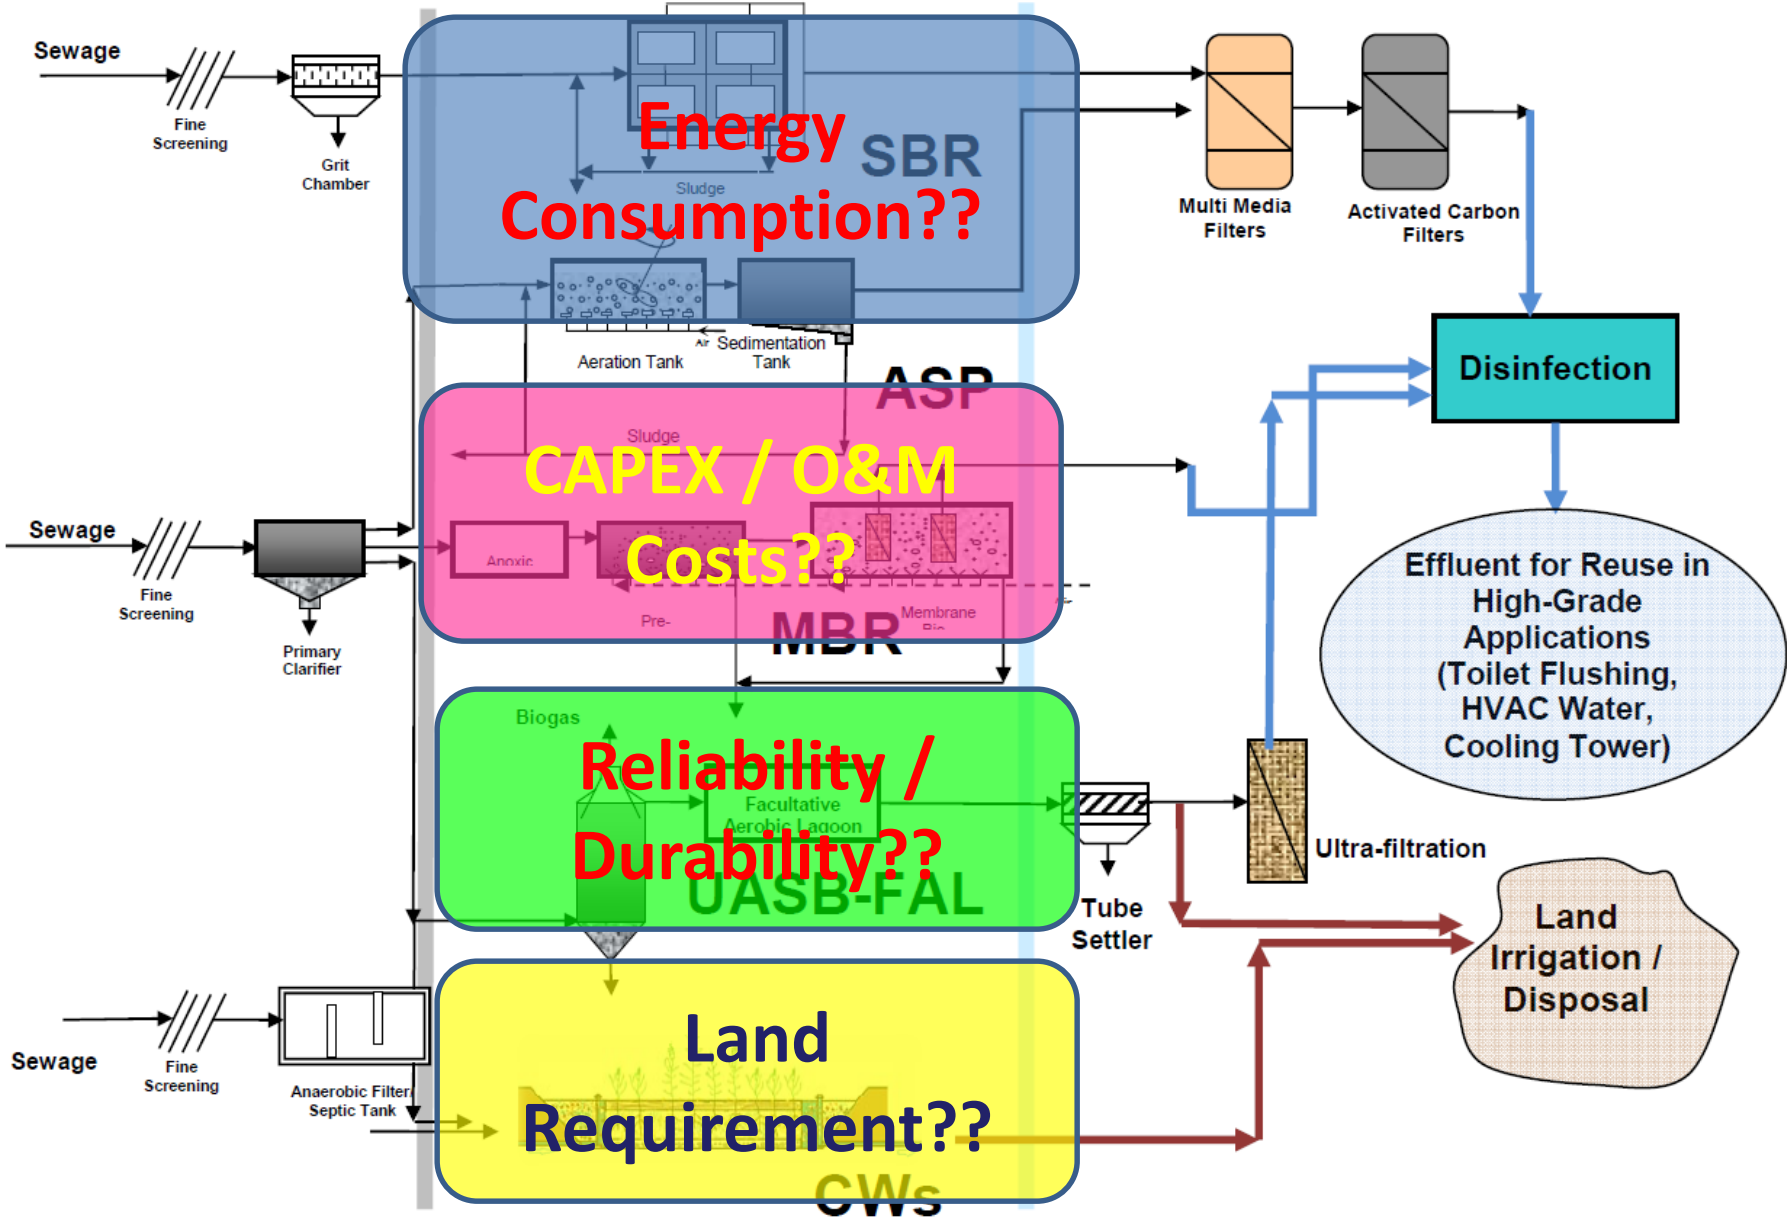 Sewage
Fine
Screening
Grit
Chamber
Energy
Consumption??
SBR
Sludge
Multi Media
Filters
Activated Carbon
Filters
Air
Aeration Tank
Sedimentation
Tank
ASP
Disinfection
Sludge
CAPEX / O&M
Costs??
Sewage
Fine
Screening
Primary
Clarifier
Anoxic
Pre-
Membrane
Bio
MBR
Effluent for Reuse in
High-Grade
Applications
(Toilet Flushing,
HVAC Water,
Cooling Tower)
Biogas
Reliability /
Durability??
Facultative
Aerobic Lagoon
UASB-FAL
Tube
Settler
Ultra-filtration
Land
Irrigation /
Disposal
Sewage
Fine
Screening
Anaerobic Filter/
Septic Tank
Land
Requirement??
CWs